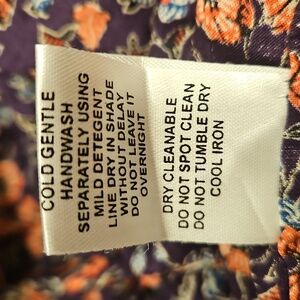 COLD GENTLE
HANDWASH
SEPARATELY USING
MILD DETEGENT
LINE DRY IN SHADE
WITHOUT DELAY
DO NOT LEAVE IT
OVERNIGHT
DRY CLEANABLE
DO NOT SPOT CLEAN
DO NOT TUMBLE DRY
COOL IRON